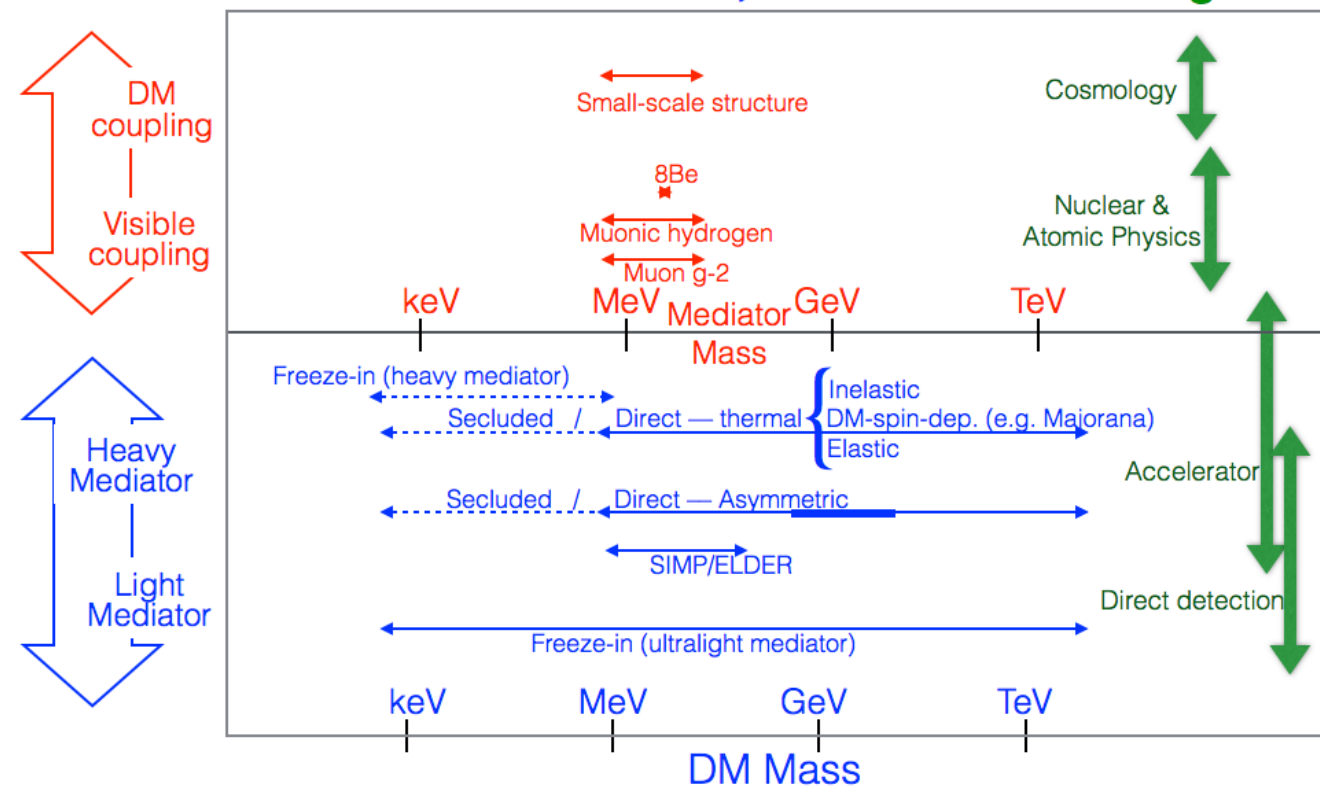 DM
coupling
Visible
coupling
Small-scale structure
8Be
Muonic hydrogen
Muon g-2
keV MeV GeV TeV
Mediator
Mass
Cosmology
Nuclear &
Atomic Physics
Accelerator
Direct detection
Heavy
Mediator
Light
Mediator
Freeze-in (heavy mediator)
Secluded / Direct — thermal
Inelastic
DM-spin-dep. (e.g. Majorana)
Elastic
Secluded / Direct — Asymmetric
SIMP/ELDER
Freeze-in (ultralight mediator)
keV MeV GeV TeV
DM Mass